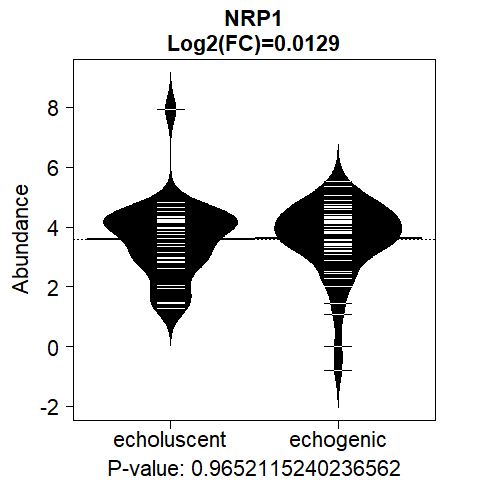 NRP1
Log2(FC)=0.0129
Abundance
8
6
4
2
0
-2
echoluscent echogenic
P-value: 0.9652115240236562